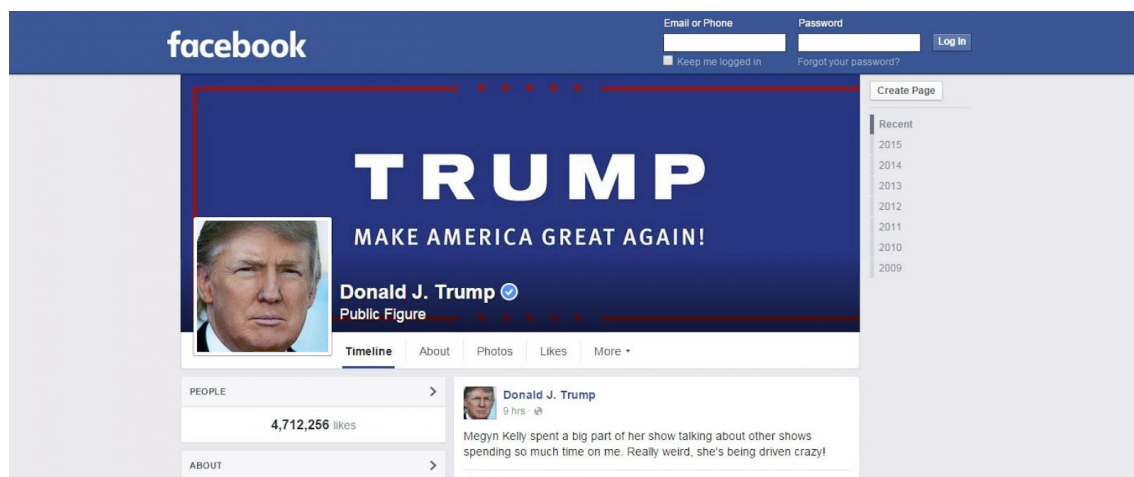 facebook
Email or Phone
Password
Log In
Keep me logged in
Forgot your password?
Create Page
Recent
2015
2014
2013
2012
2011
2010
2009
TRUMP
MAKE AMERICA GREAT AGAIN!
Donald J. Trump
Public Figure
Timeline About Photos Likes More
PEOPLE
4,712,256 likes
ABOUT
Donald J. Trump
9 hrs ·
Megyn Kelly spent a big part of her show talking about other shows
spending so much time on me. Really weird, she's being driven crazy!